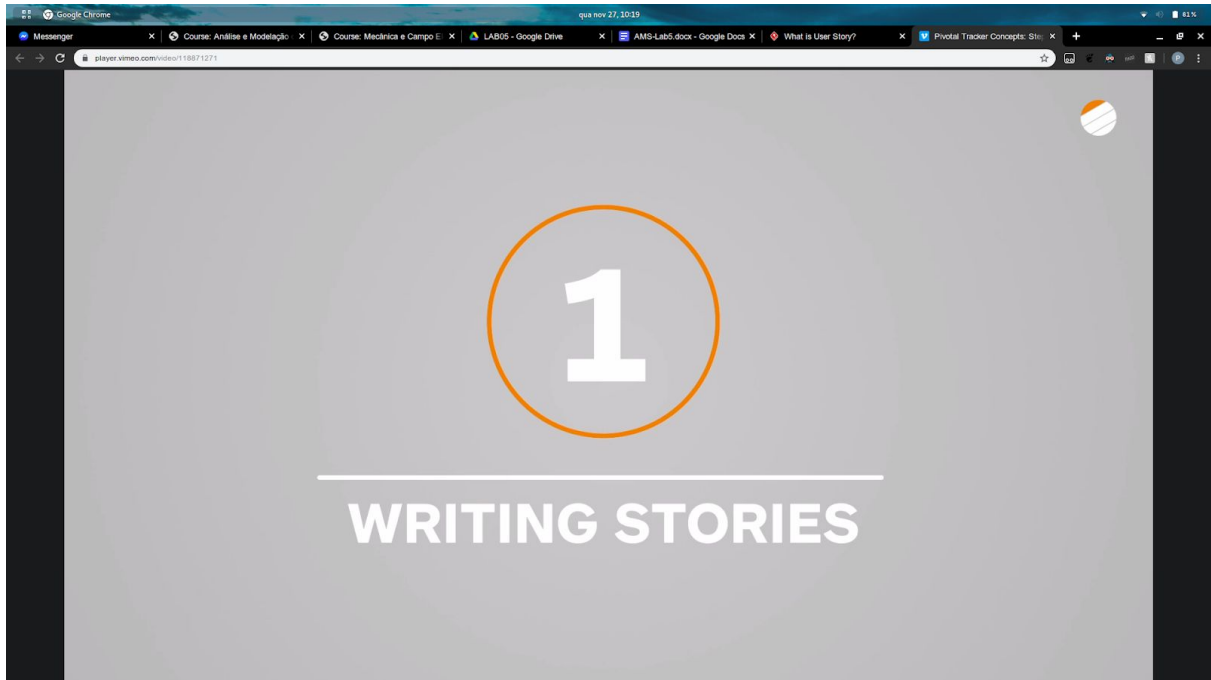 Google Chrome
qua nov 27, 10:19
61%
Messenger
Course: Análise e Modelação
Course: Mecânica e Campo E
LAB05 - Google Drive
AMS-Lab5.docx - Google Docs
What is User Story?
Pivotal Tracker Concepts: Ste
player.vimeo.com/video/118871271
P
1
WRITING STORIES